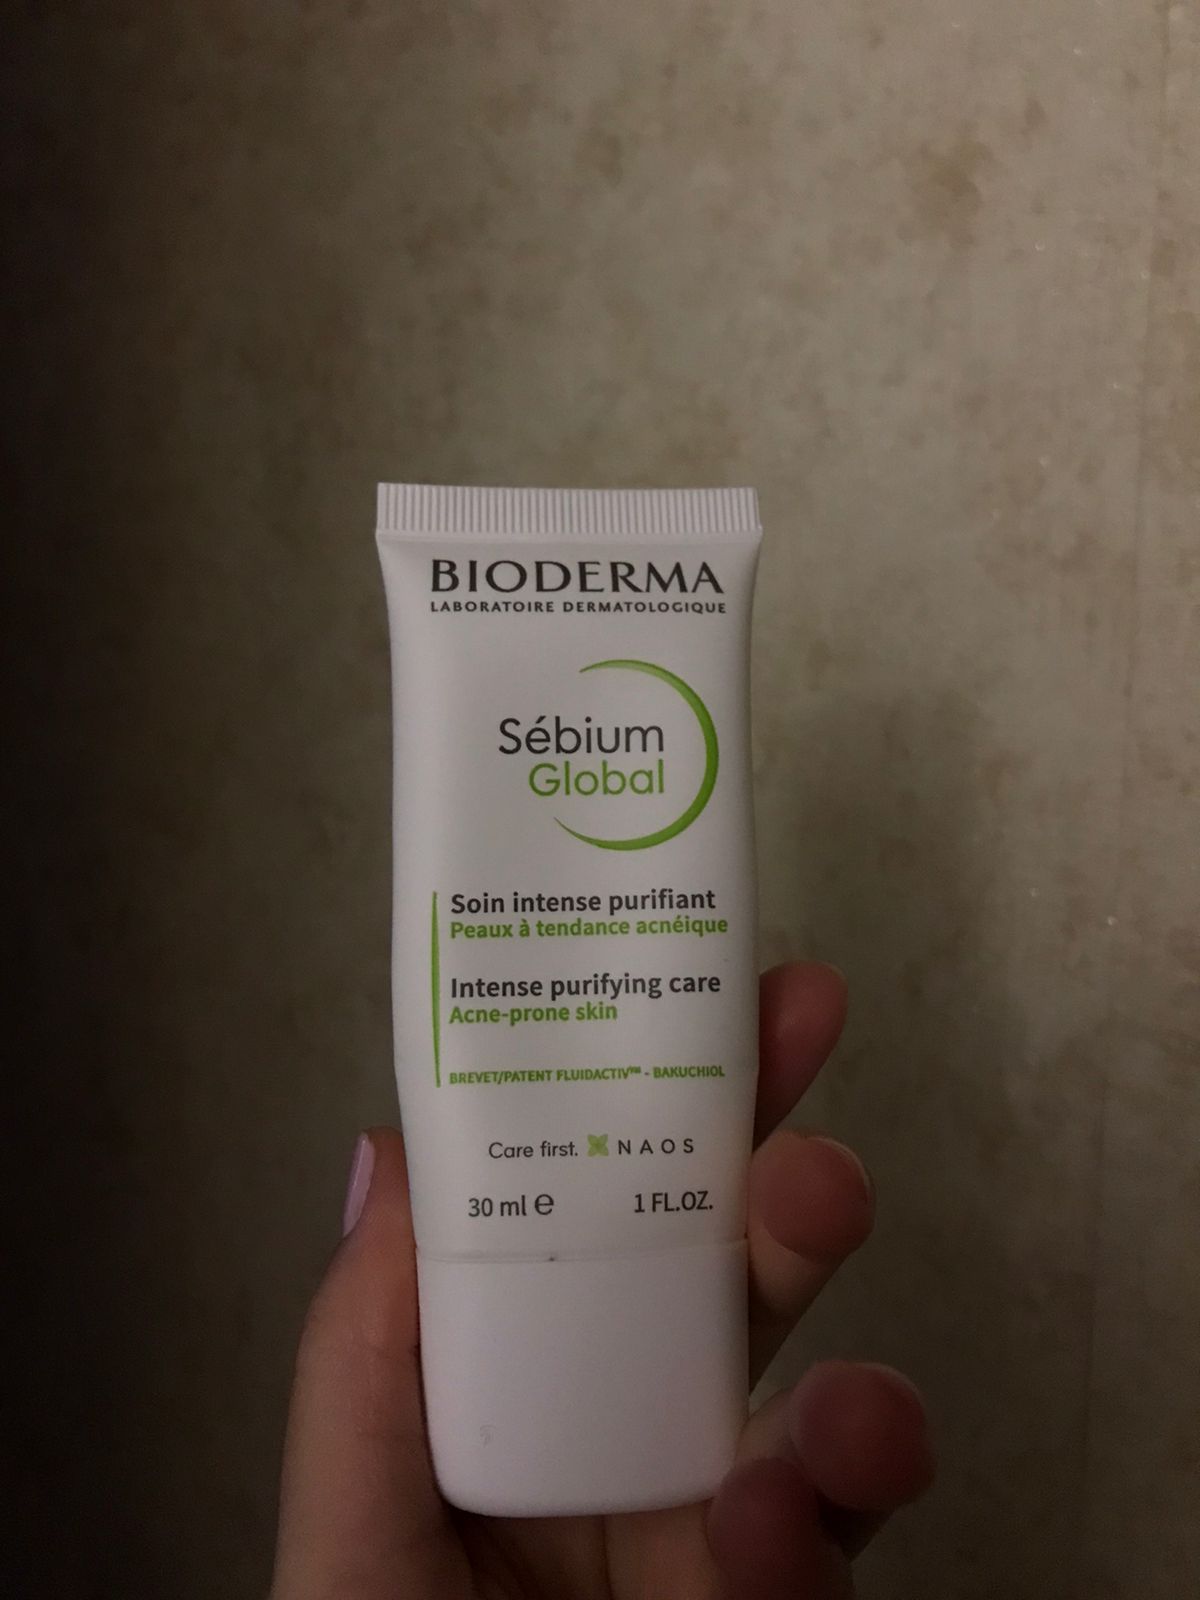 BIODERMA
LABORATOIRE DERMATOLOGIQUE
Sébium
Global
Soin intense purifiant
Peaux à tendance acnéique
Intense purifying care
Acne-prone skin
BREVET/PATENT FLUIDACTIV™ - BAKUCHIOL
Care first. NAOS
30 ml ℮ 1 FL.OZ.